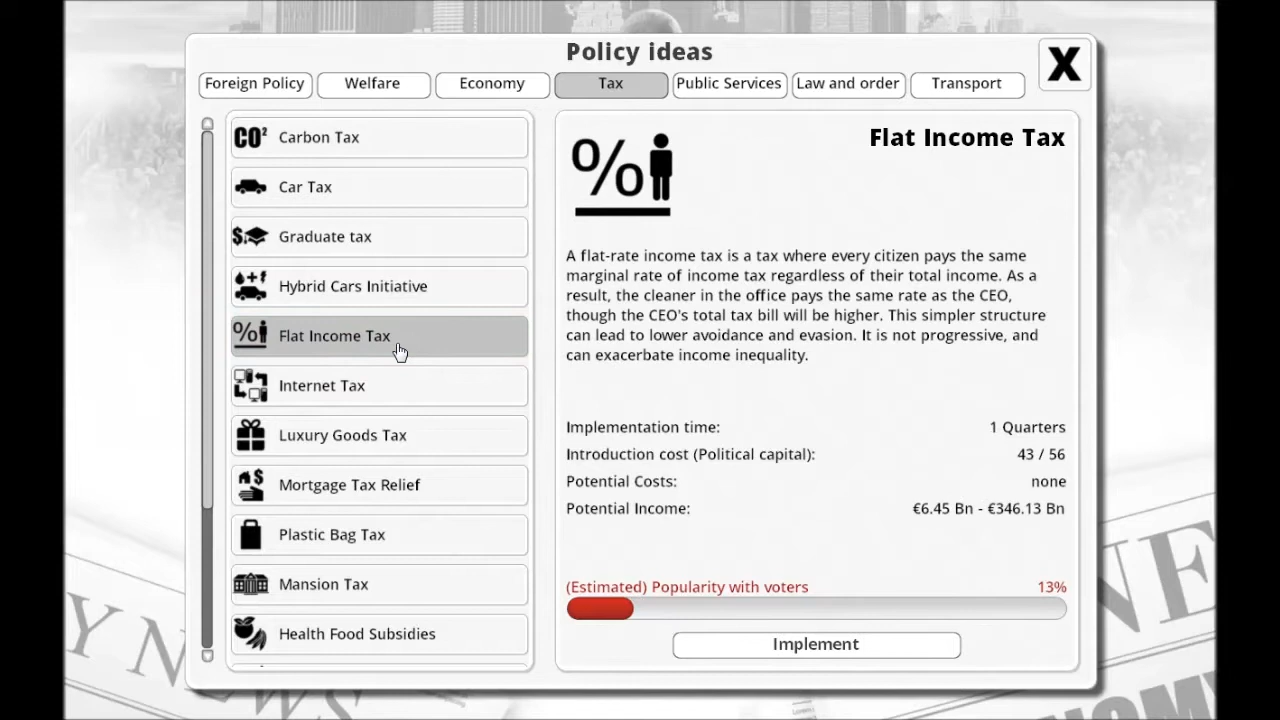 Policy ideas
X
Foreign Policy
Welfare
Economy
Tax
Public Services
Law and order
Transport
CO² Carbon Tax
Car Tax
$ Graduate tax
Hybrid Cars Initiative
% Flat Income Tax
Internet Tax
Luxury Goods Tax
$ Mortgage Tax Relief
Plastic Bag Tax
Mansion Tax
Health Food Subsidies
%
Flat Income Tax
A flat-rate income tax is a tax where every citizen pays the same
marginal rate of income tax regardless of their total income. As a
result, the cleaner in the office pays the same rate as the CEO,
though the CEO's total tax bill will be higher. This simpler structure
can lead to lower avoidance and evasion. It is not progressive, and
can exacerbate income inequality.
Implementation time: 1 Quarters
Introduction cost (Political capital): 43 / 56
Potential Costs: none
Potential Income: €6.45 Bn - €346.13 Bn
(Estimated) Popularity with voters 13%
Implement